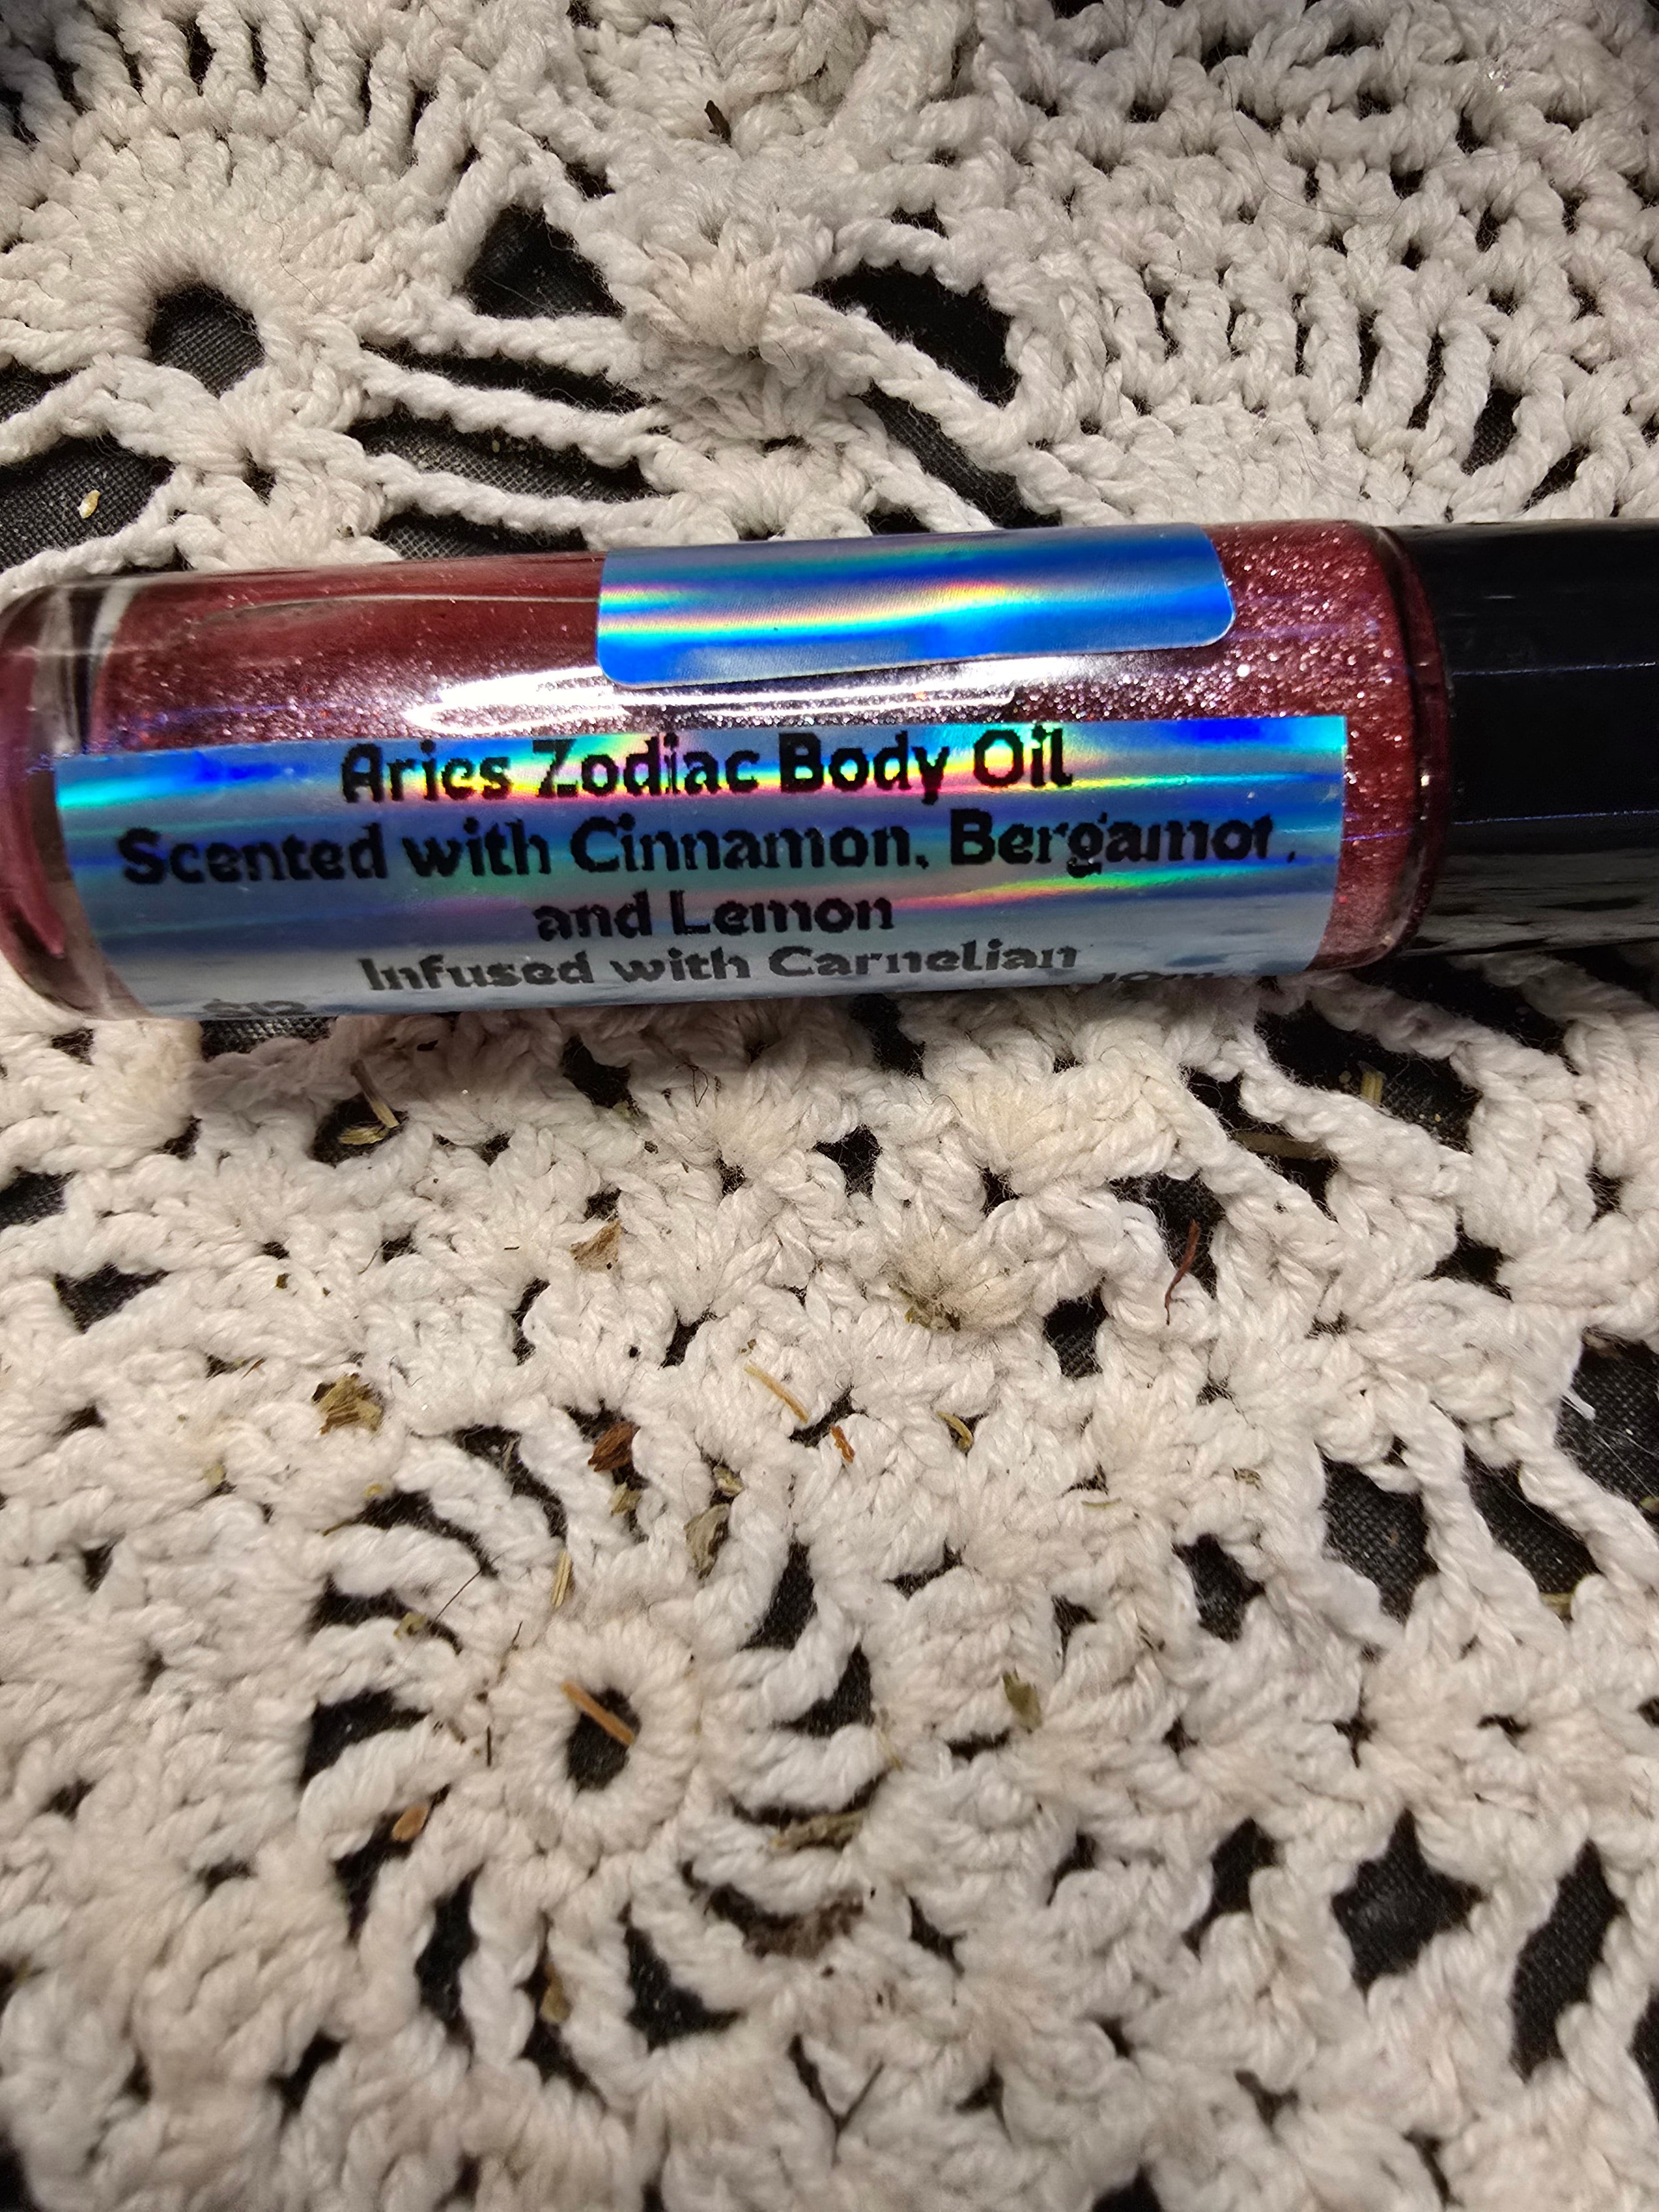 Aries Zodiac Body Oil
Scented with Cinnamon, Bergamot,
and Lemon
Infused with Carnelian